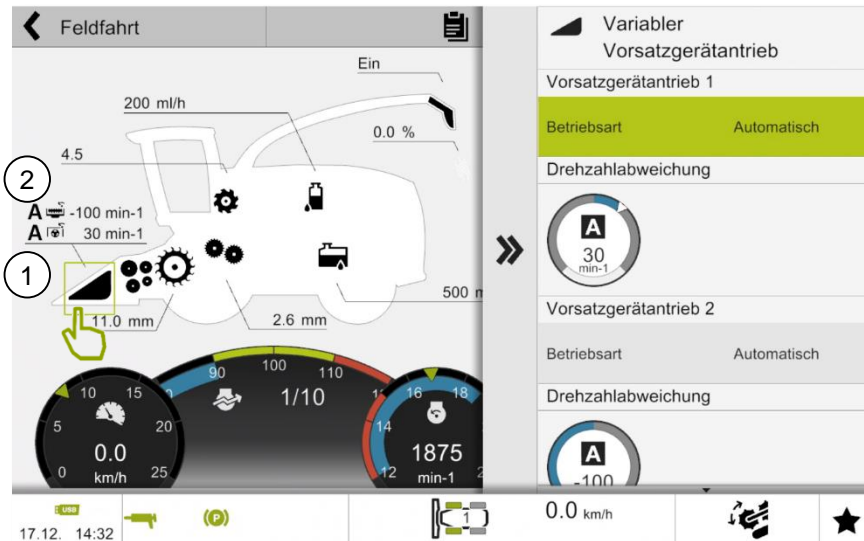 Feldfahrt
Ein
200 ml/h
0.0 %
4.5
2
A -100 min-1
A 30 min-1
1
11.0 mm
2.6 mm
500
90 100 110
1/10
5 10 15 20 25 0
0.0
km/h
12 14 16 18
1875
min-1
Variabler
Vorsatzgerätantrieb
Vorsatzgerätantrieb 1
Betriebsart Automatisch
Drehzahlabweichung
A
30
min-1
Vorsatzgerätantrieb 2
Betriebsart Automatisch
Drehzahlabweichung
A
-100
USB
17.12. 14:32
(P)
1
0.0 km/h